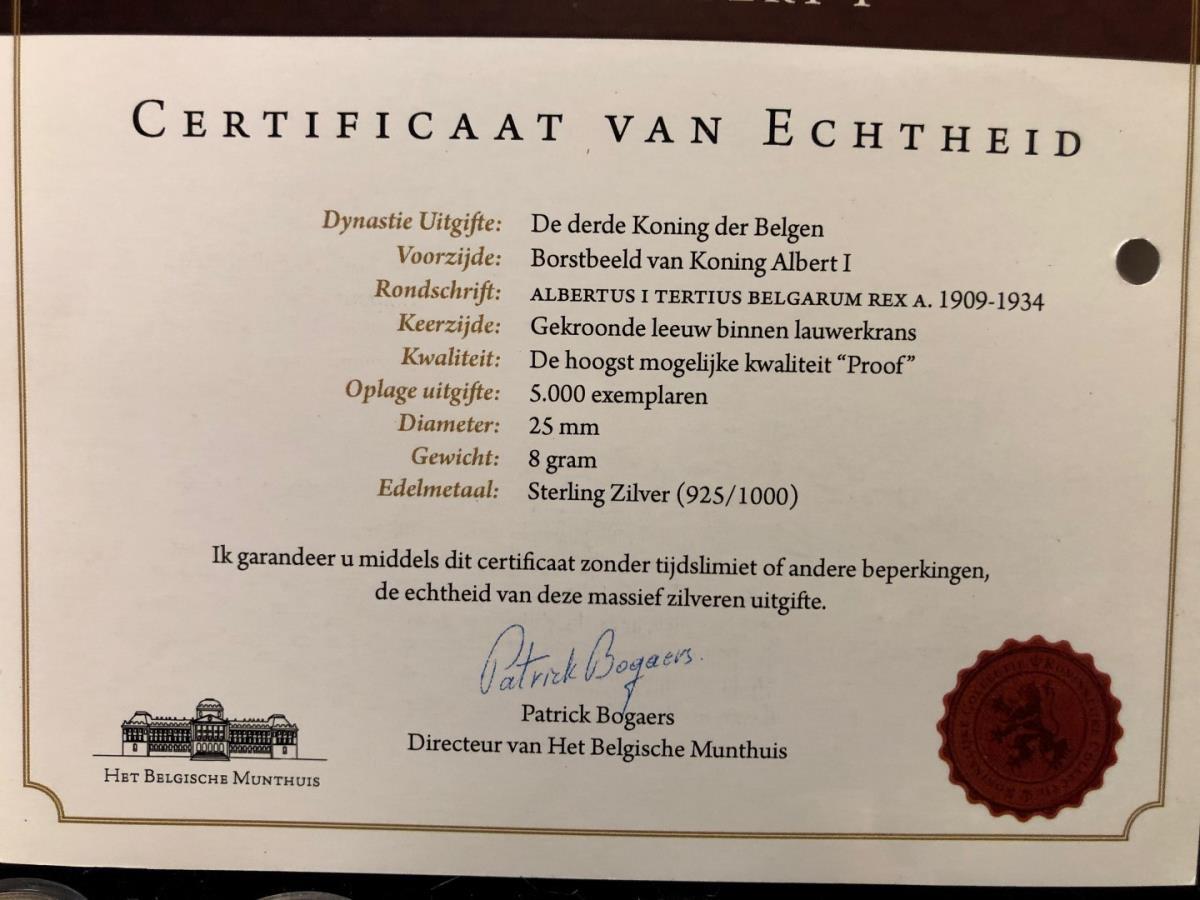 CERTIFICAAT VAN ECHTHEID
Dynastie Uitgifte: De derde Koning der Belgen
Voorzijde: Borstbeeld van Koning Albert I
Rondschrift: ALBERTUS I TERTIUS BELGARUM REX A. 1909-1934
Keerzijde: Gekroonde leeuw binnen lauwerkrans
Kwaliteit: De hoogst mogelijke kwaliteit “Proof”
Oplage uitgifte: 5.000 exemplaren
Diameter: 25 mm
Gewicht: 8 gram
Edelmetaal: Sterling Zilver (925/1000)
Ik garandeer u middels dit certificaat zonder tijdslimiet of andere beperkingen,
de echtheid van deze massief zilveren uitgifte.
Patrick Bogaers.
Patrick Bogaers
Directeur van Het Belgische Munthuis
HET BELGISCHE MUNTHUIS